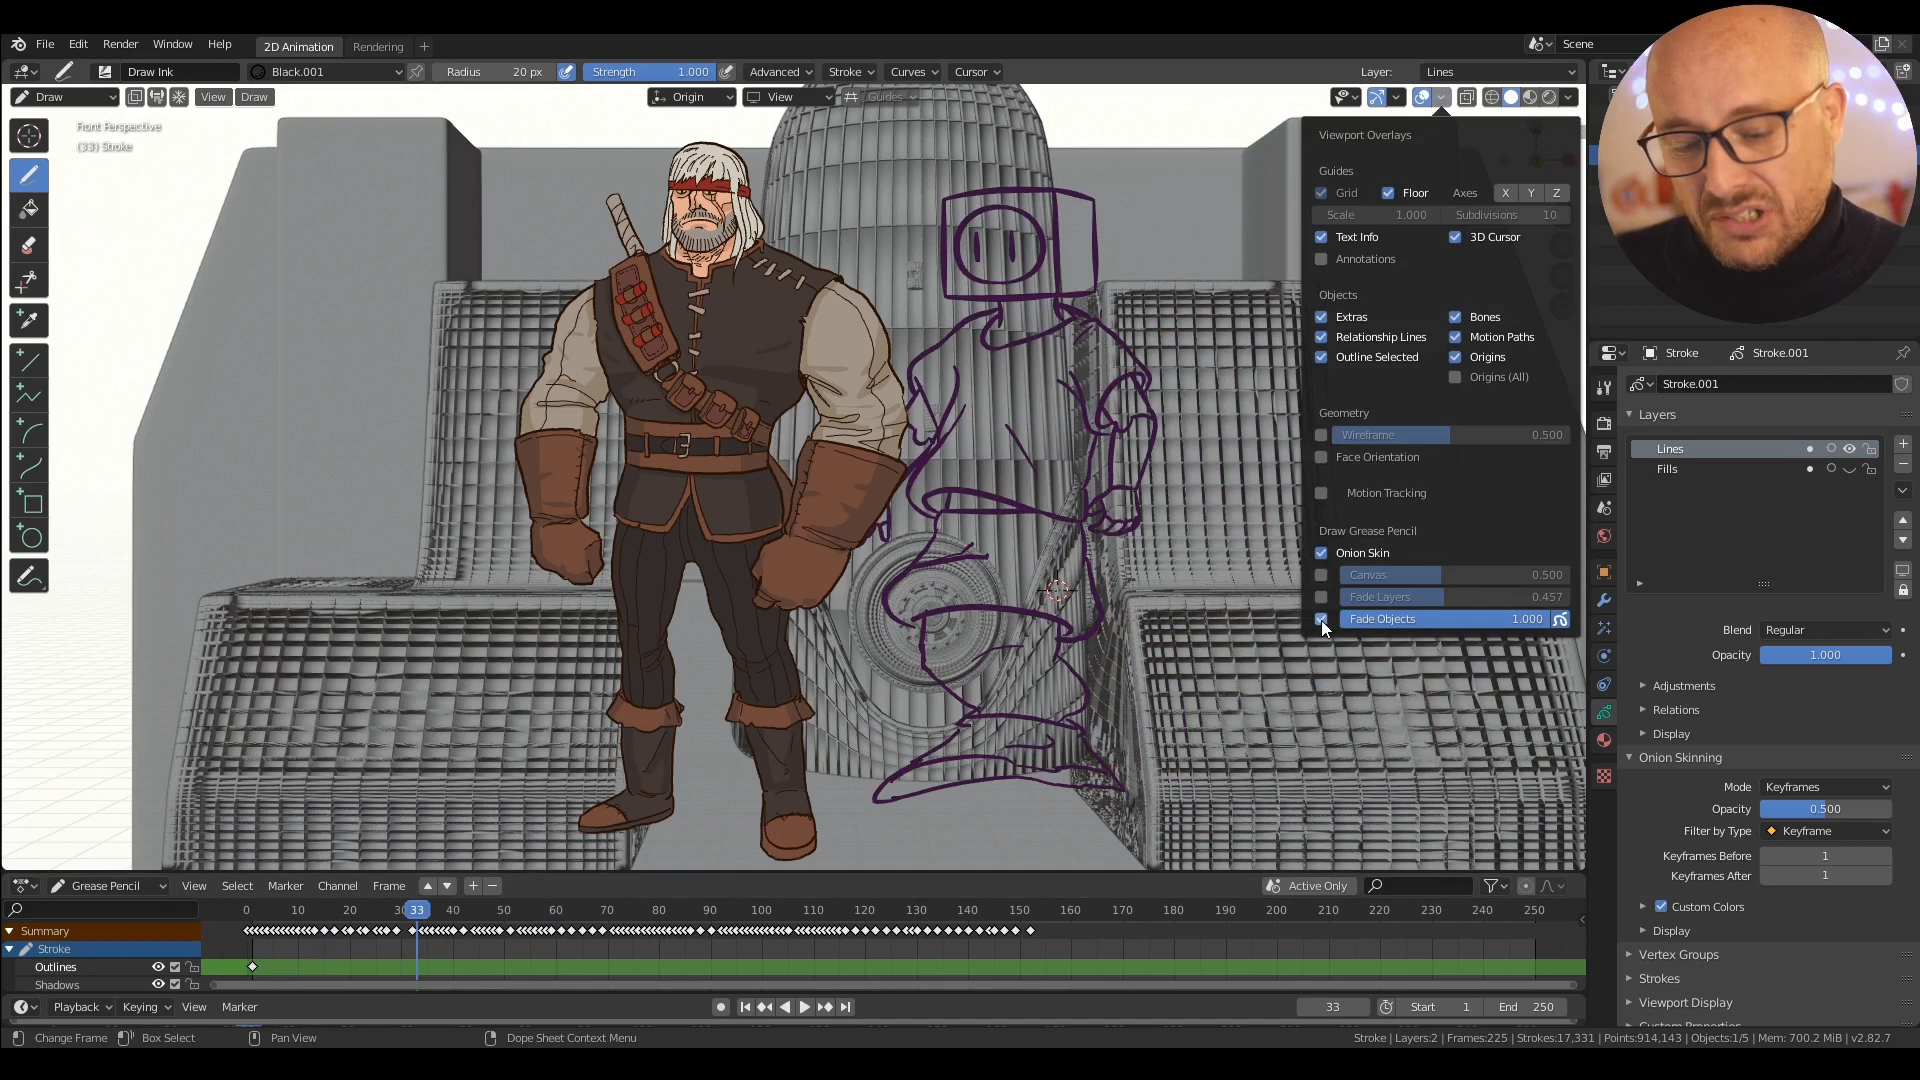 File Edit Render Window Help 2D Animation Rendering + Scene
Draw Ink Black.001 Radius 20 px Strength 1.000 Advanced Stroke Curves Cursor Layer: Lines
Draw View Draw Origin View Guides
Front Perspective
(33) Stroke
Viewport Overlays
Guides
Grid Floor Axes X Y Z
Scale 1.000 Subdivisions 10
Text Info 3D Cursor
Annotations
Objects
Extras Bones
Relationship Lines Motion Paths
Outline Selected Origins
Origins (All)
Geometry
Wireframe 0.500
Face Orientation
Motion Tracking
Draw Grease Pencil
Onion Skin
Canvas 0.500
Fade Layers 0.457
Fade Objects 1.000
Stroke Stroke.001
Stroke.001
Layers
Lines
Fills
Blend Regular
Opacity 1.000
Adjustments
Relations
Display
Onion Skinning
Mode Keyframes
Opacity 0.500
Filter by Type Keyframe
Keyframes Before 1
Keyframes After 1
Custom Colors
Display
Vertex Groups
Strokes
Viewport Display
Custom Properties
Grease Pencil View Select Marker Channel Frame Active Only
0 10 20 30 33 40 50 60 70 80 90 100 110 120 130 140 150 160 170 180 190 200 210 220 230 240 250
Summary
Stroke
Outlines
Shadows
Playback Keying View Marker 33 Start 1 End 250
Change Frame Box Select Pan View Dope Sheet Context Menu Stroke | Layers:2 | Frames:225 | Strokes:17,331 | Points:914,143 | Objects:1/5 | Mem: 700.2 MiB | v2.82.7